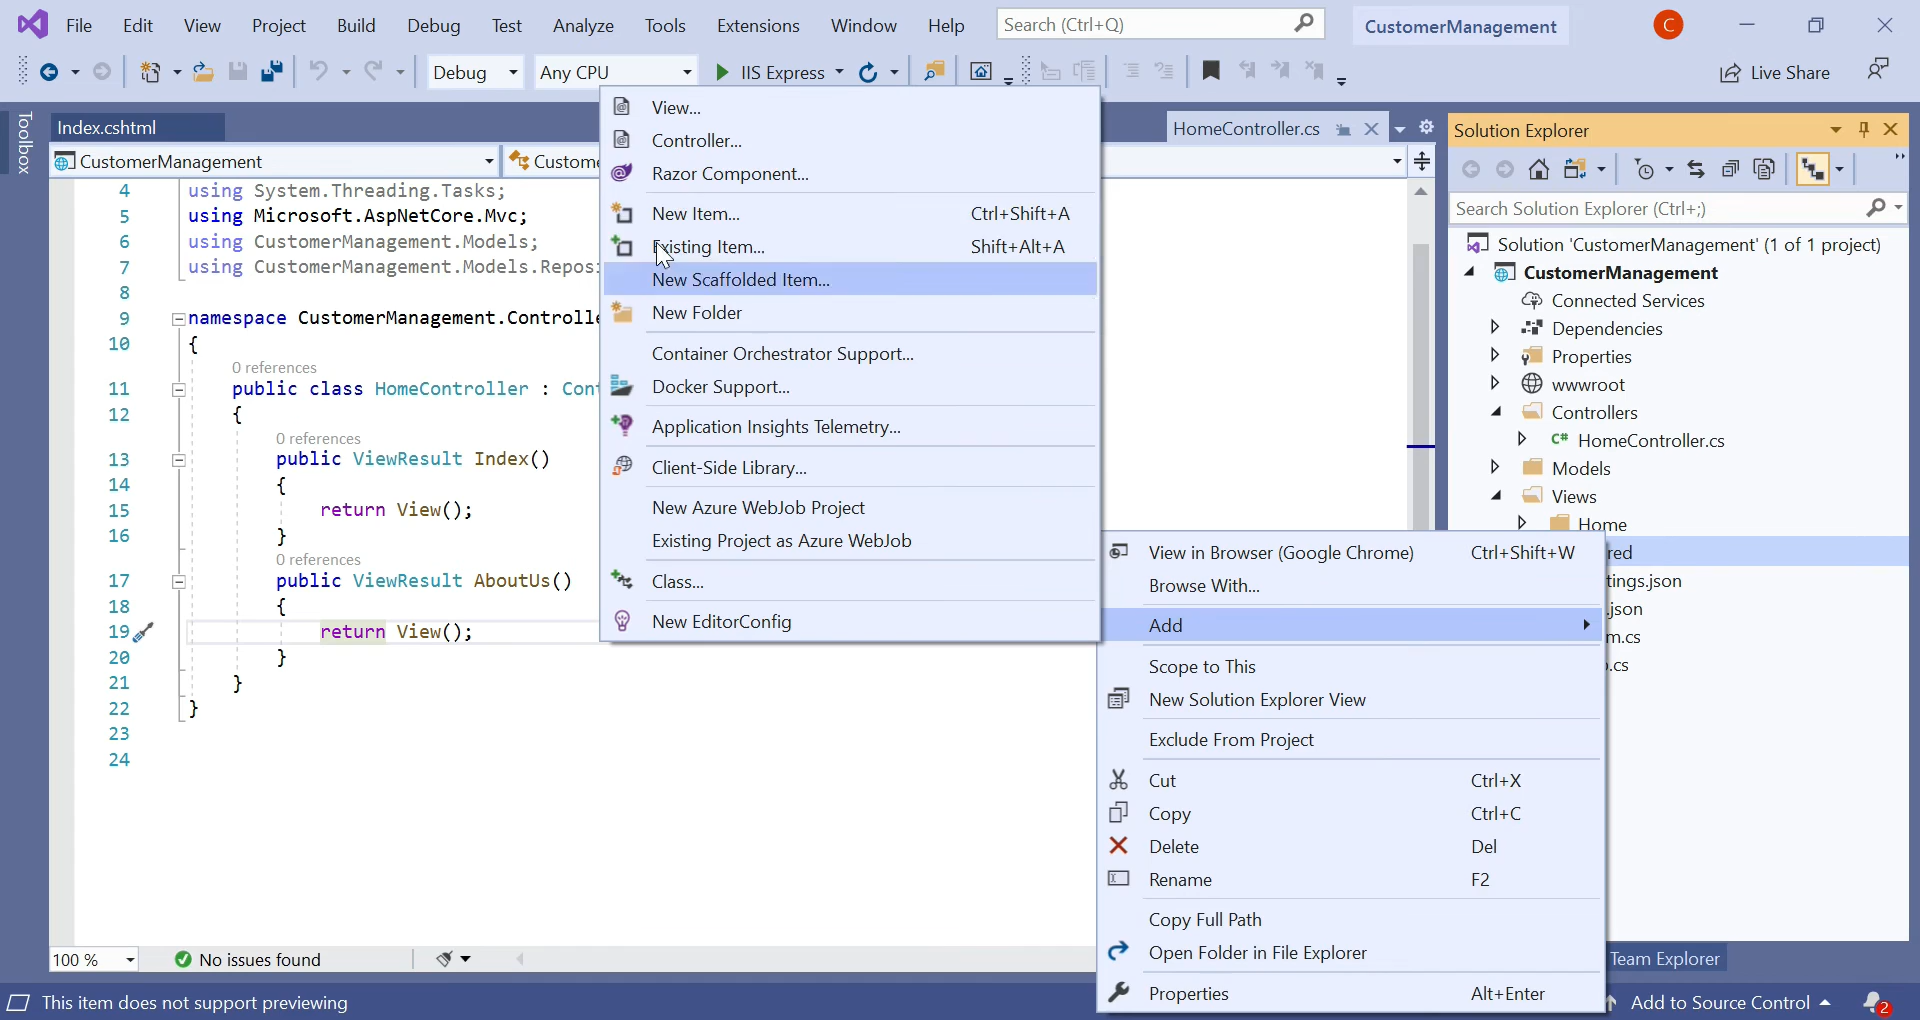 File Edit View Project Build Debug Test Analyze Tools Extensions Window Help Search (Ctrl+Q) CustomerManagement C
Debug Any CPU IIS Express Live Share
Toolbox
Index.cshtml HomeController.cs
CustomerManagement Custome
4 using System.Threading.Tasks;
5 using Microsoft.AspNetCore.Mvc;
6 using CustomerManagement.Models;
7 using CustomerManagement.Models.Repos
8
9 namespace CustomerManagement.Controlle
10 {
0 references
11 public class HomeController : Cont
12 {
0 references
13 public ViewResult Index()
14 {
15 return View();
16 }
0 references
17 public ViewResult AboutUs()
18 {
19 return View();
20 }
21 }
22 }
23
24
View...
Controller...
Razor Component...
New Item... Ctrl+Shift+A
Existing Item... Shift+Alt+A
New Scaffolded Item...
New Folder
Container Orchestrator Support...
Docker Support...
Application Insights Telemetry...
Client-Side Library...
New Azure WebJob Project
Existing Project as Azure WebJob
Class...
New EditorConfig
View in Browser (Google Chrome) Ctrl+Shift+W
Browse With...
Add
Scope to This
New Solution Explorer View
Exclude From Project
Cut Ctrl+X
Copy Ctrl+C
Delete Del
Rename F2
Copy Full Path
Open Folder in File Explorer
Properties Alt+Enter
Solution Explorer
Search Solution Explorer (Ctrl+;)
Solution 'CustomerManagement' (1 of 1 project)
CustomerManagement
Connected Services
Dependencies
Properties
wwwroot
Controllers
C# HomeController.cs
Models
Views
Home
red
tings.json
.json
m.cs
.cs
Team Explorer
100 % No issues found
This item does not support previewing Add to Source Control 2